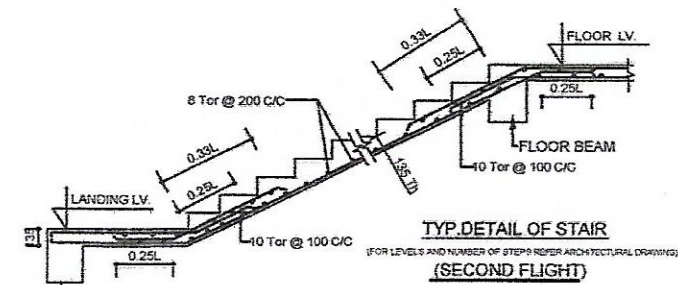 0.33L
0.25L
FLOOR LV.
0.25L
8 Tor @ 200 C/C
FLOOR BEAM
10 Tor @ 100 C/C
0.33L
0.25L
135 Th
LANDING LV.
135
10 Tor @ 100 C/C
0.25L
TYP.DETAIL OF STAIR
(FOR LEVELS AND NUMBER OF STEPS REFER ARCHITECTURAL DRAWING)
(SECOND FLIGHT)